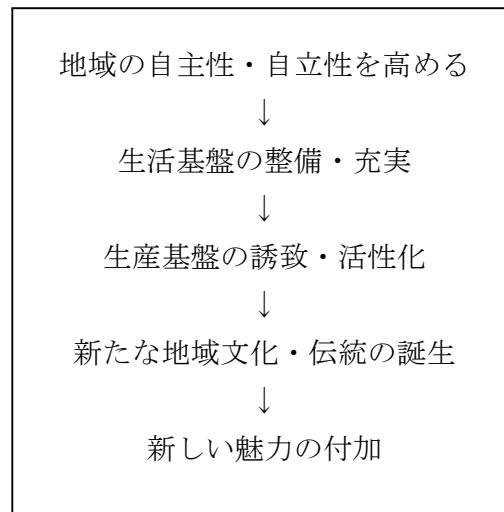 地域の自主性・自立性を高める
↓
生活基盤の整備・充実
↓
生産基盤の誘致・活性化
↓
新たな地域文化・伝統の誕生
↓
新しい魅力の付加